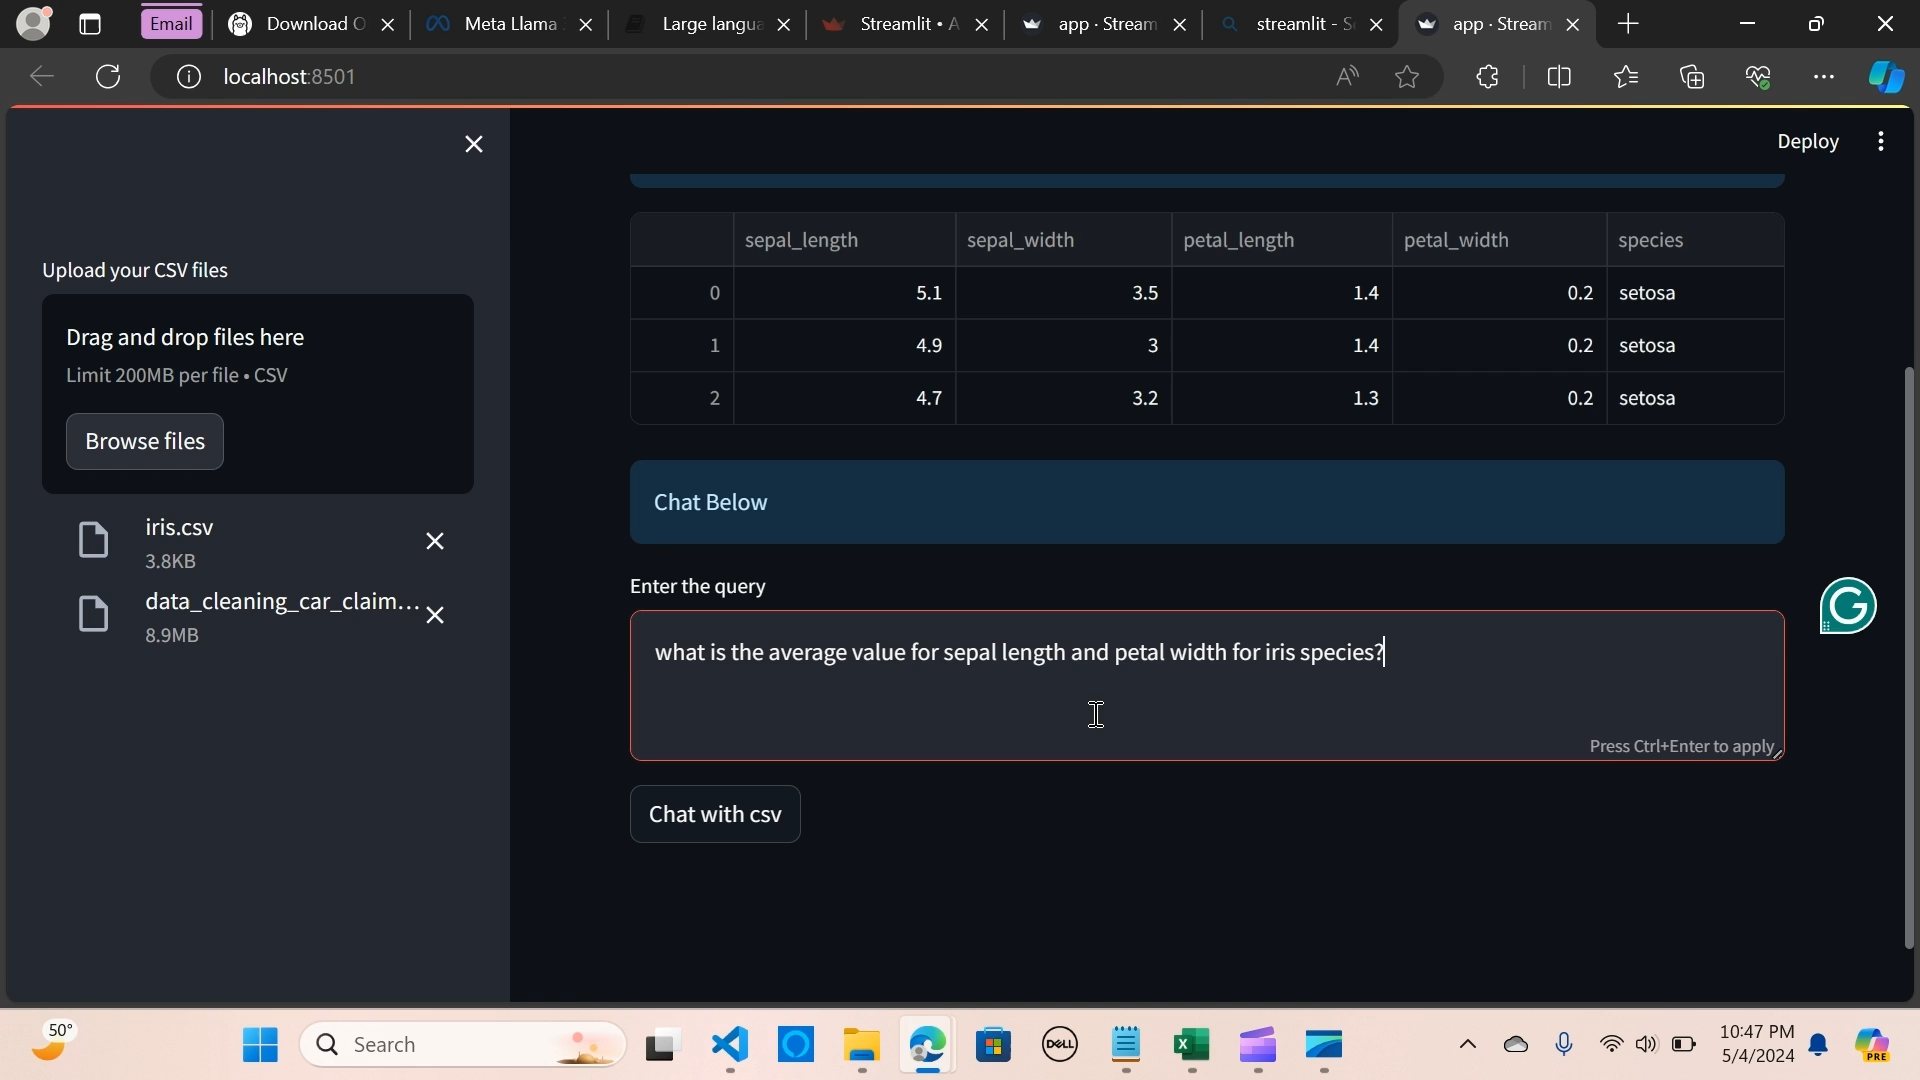 Email
Download O
Meta Llama
Large langua
Streamlit • A
app · Stream
streamlit - S
app · Stream
localhost:8501
Deploy
Upload your CSV files
Drag and drop files here
Limit 200MB per file • CSV
Browse files
iris.csv
3.8KB
data_cleaning_car_claim...
8.9MB
sepal_length sepal_width petal_length petal_width species
0 5.1 3.5 1.4 0.2 setosa
1 4.9 3 1.4 0.2 setosa
2 4.7 3.2 1.3 0.2 setosa
Chat Below
Enter the query
what is the average value for sepal length and petal width for iris species?
Press Ctrl+Enter to apply
Chat with csv
50°
Search
DELL
10:47 PM
5/4/2024
PRE